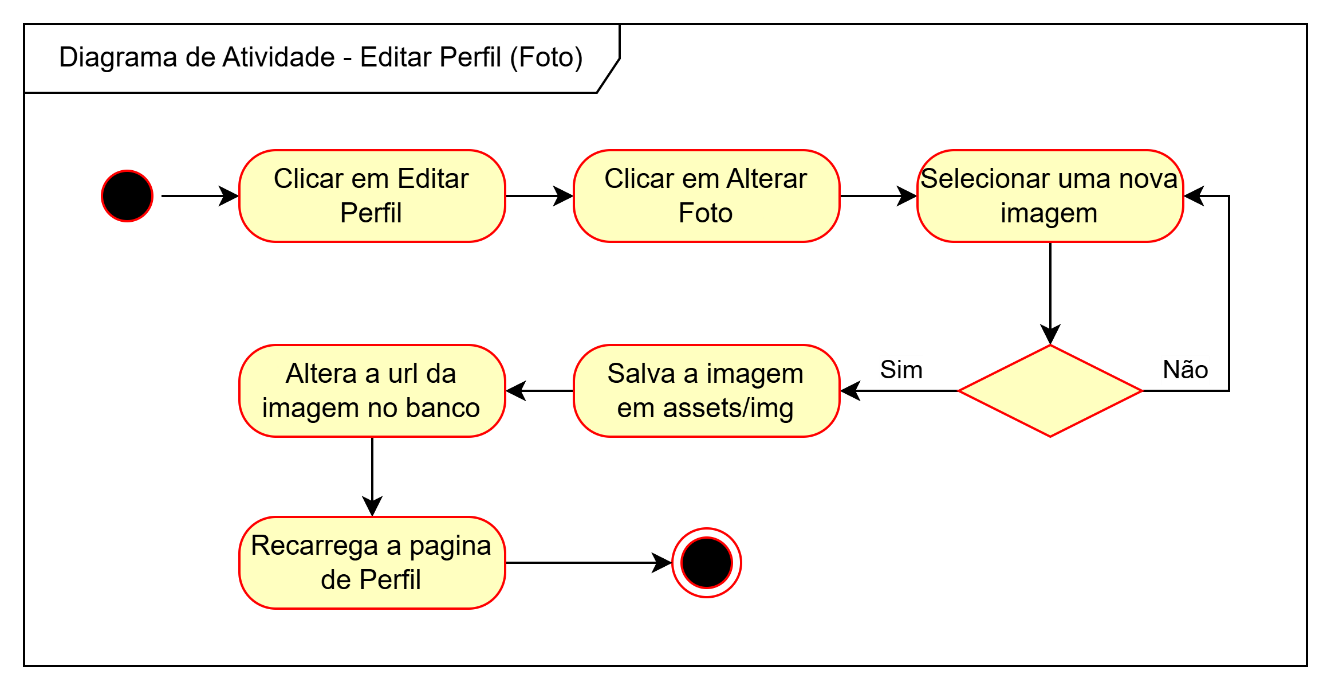 Diagrama de Atividade - Editar Perfil (Foto)
Clicar em Editar
Perfil
Clicar em Alterar
Foto
Selecionar uma nova
imagem
Altera a url da
imagem no banco
Salva a imagem
em assets/img
Sim
Não
Recarrega a pagina
de Perfil